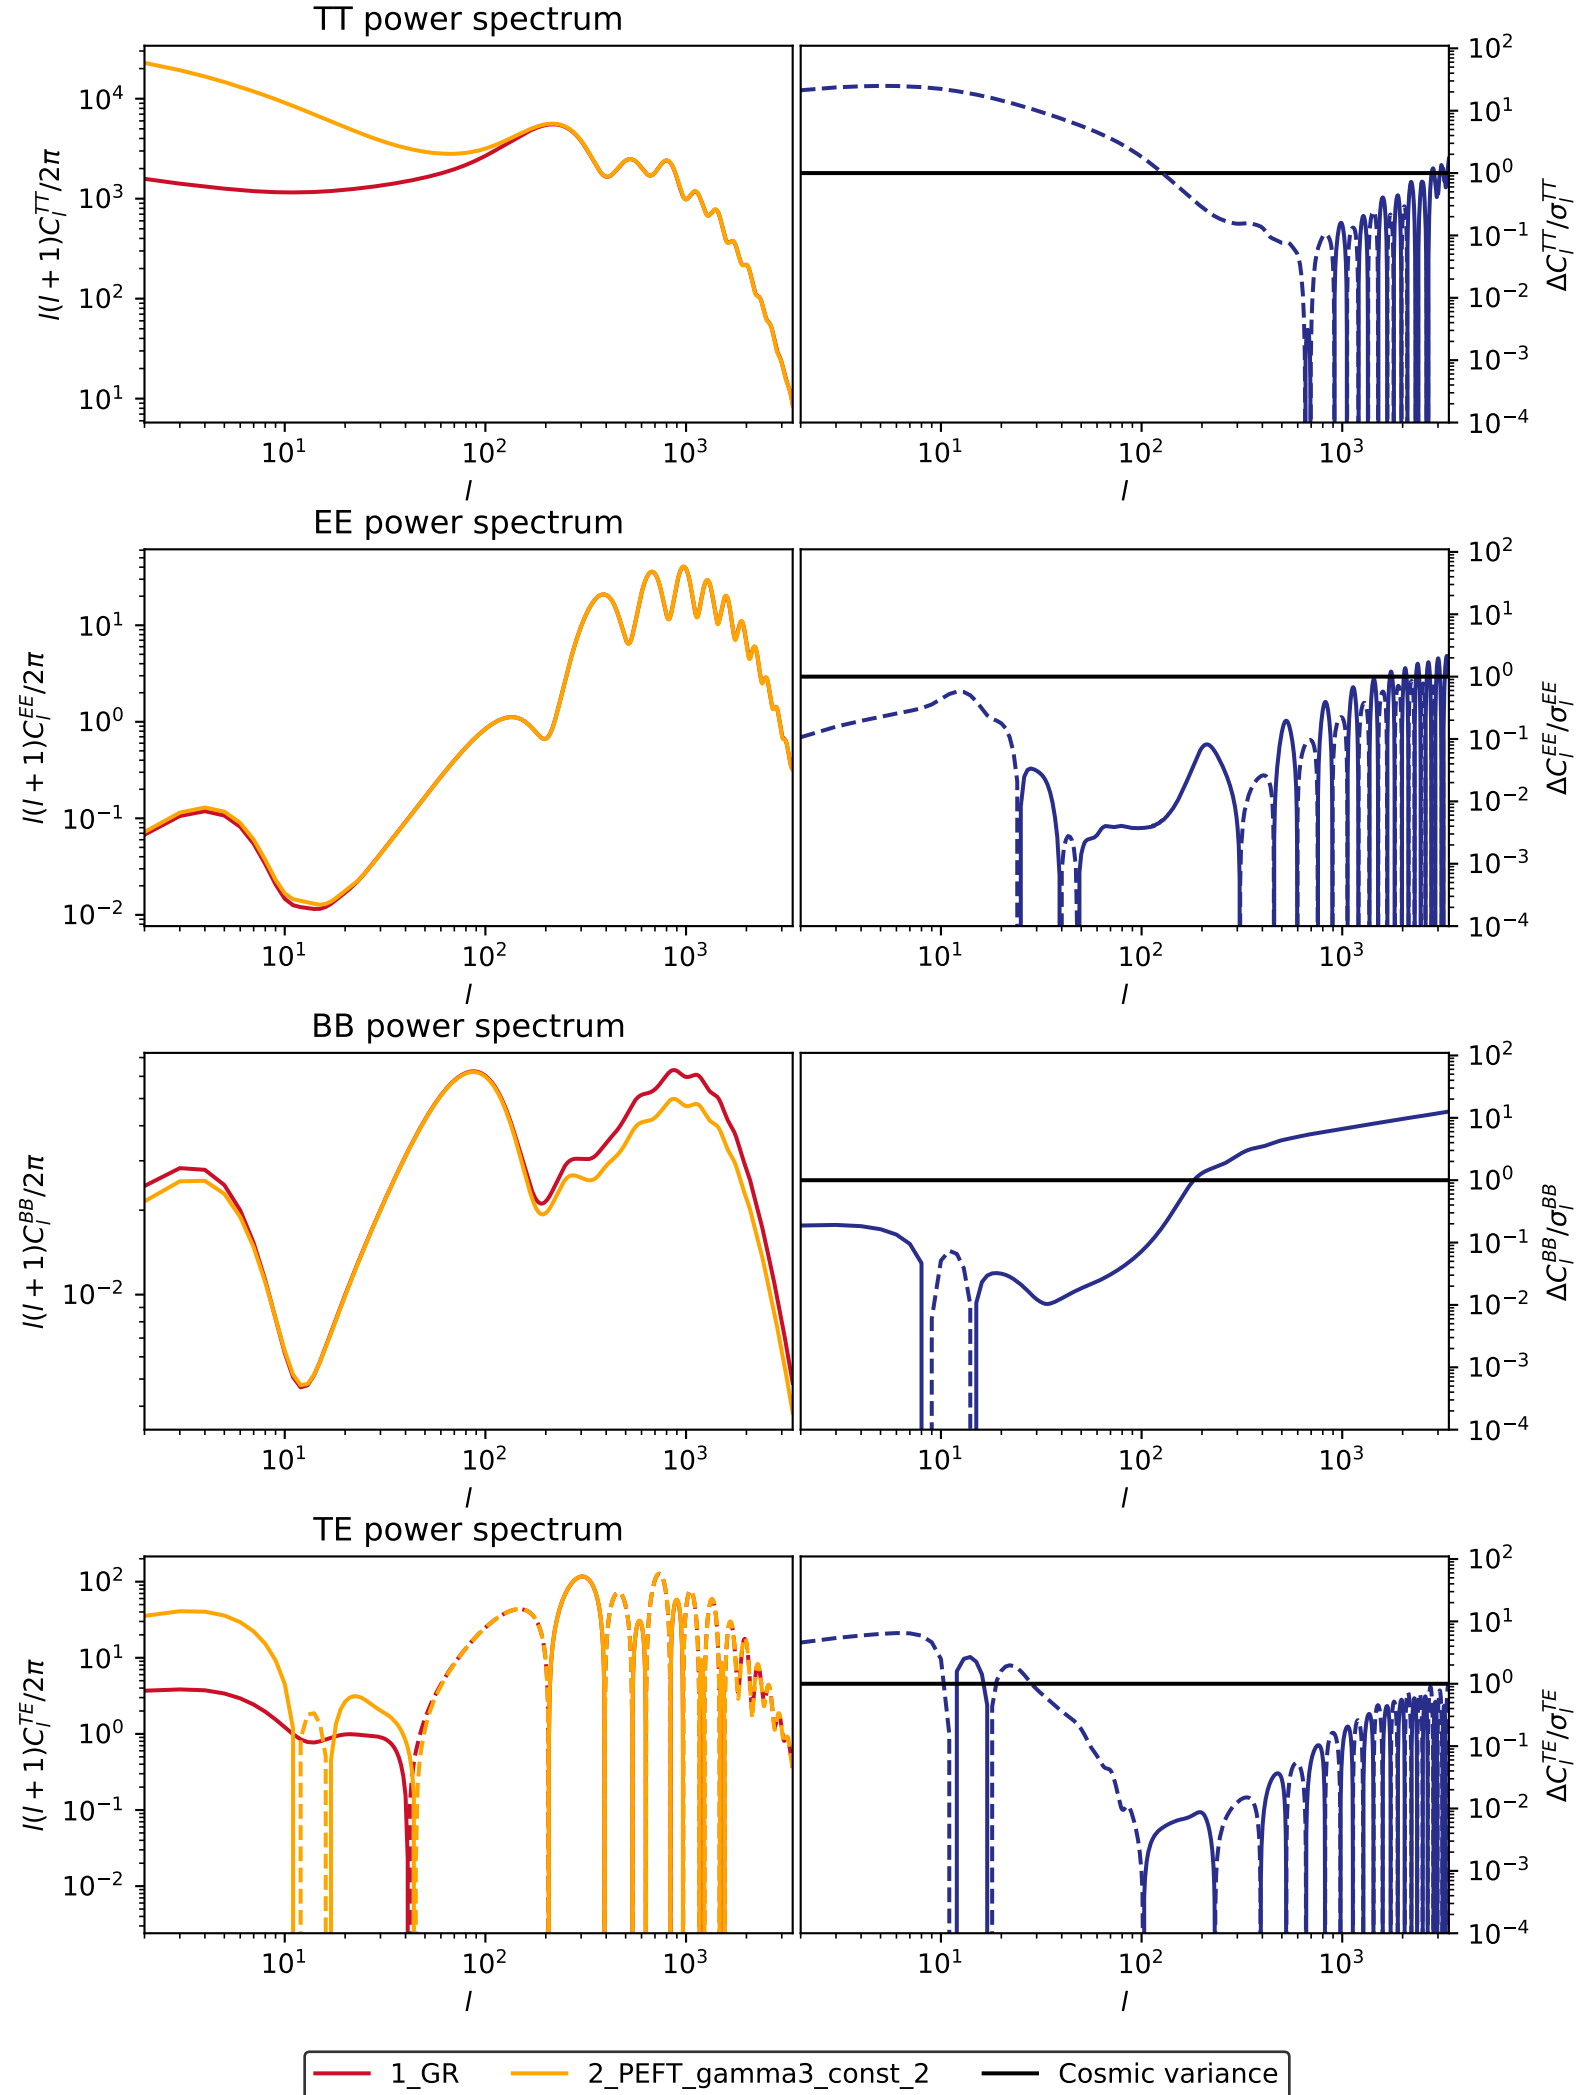 TT power spectrum
l(l + 1)C_l^{TT}/2π
10^4
10^3
10^2
10^1
10^1 10^2 10^3
l
10^1 10^2 10^3
l
10^2
10^1
10^0
10^{-1}
10^{-2}
10^{-3}
10^{-4}
ΔC_l^{TT}/σ_l^{TT}
EE power spectrum
l(l + 1)C_l^{EE}/2π
10^1
10^0
10^{-1}
10^{-2}
10^1 10^2 10^3
l
10^1 10^2 10^3
l
10^2
10^1
10^0
10^{-1}
10^{-2}
10^{-3}
10^{-4}
ΔC_l^{EE}/σ_l^{EE}
BB power spectrum
l(l + 1)C_l^{BB}/2π
10^{-2}
10^1 10^2 10^3
l
10^1 10^2 10^3
l
10^2
10^1
10^0
10^{-1}
10^{-2}
10^{-3}
10^{-4}
ΔC_l^{BB}/σ_l^{BB}
TE power spectrum
l(l + 1)C_l^{TE}/2π
10^2
10^1
10^0
10^{-1}
10^{-2}
10^1 10^2 10^3
l
10^1 10^2 10^3
l
10^2
10^1
10^0
10^{-1}
10^{-2}
10^{-3}
10^{-4}
ΔC_l^{TE}/σ_l^{TE}
1_GR 2_PEFT_gamma3_const_2 Cosmic variance